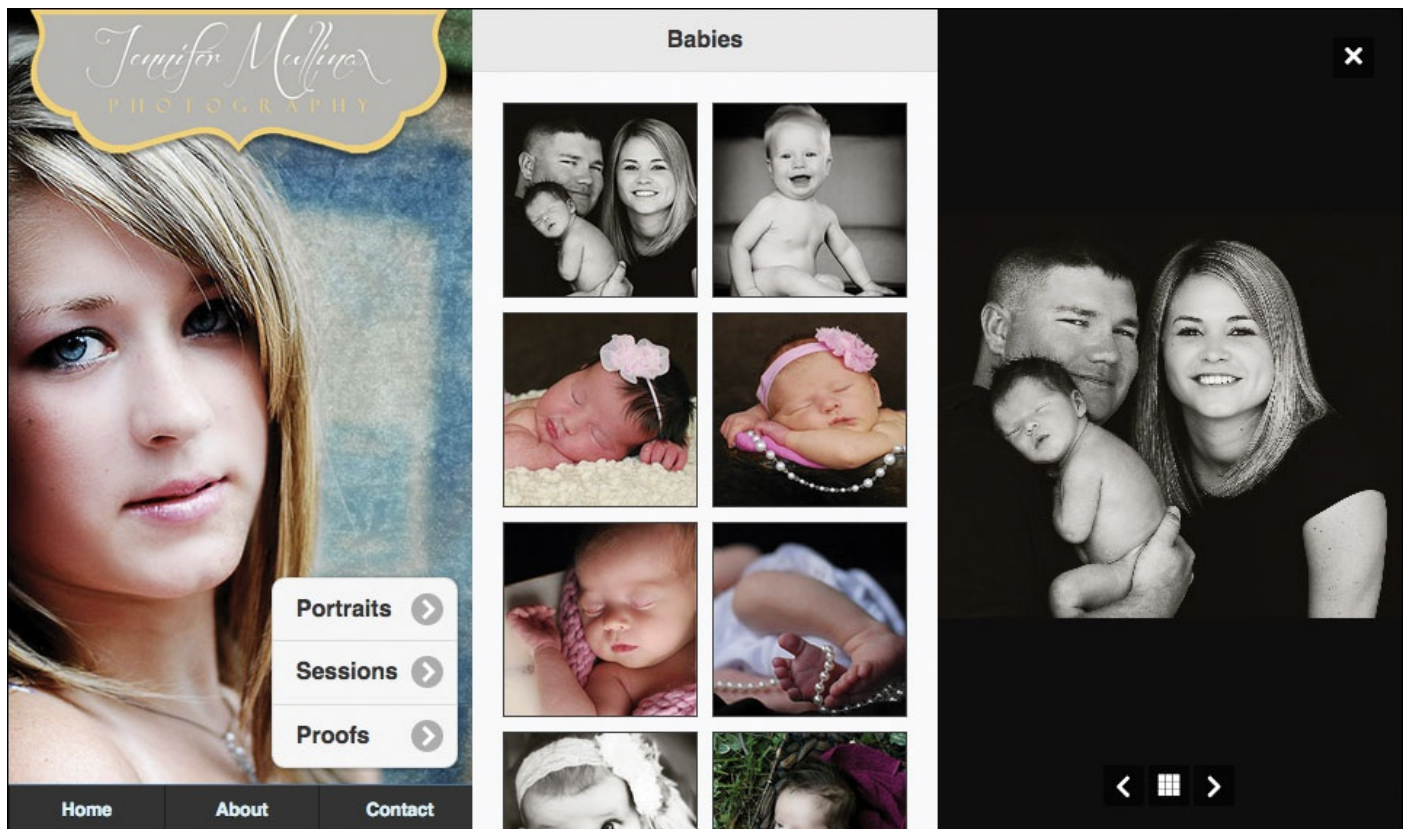 Jennifer Mullinax
PHOTOGRAPHY
Portraits
Sessions
Proofs
Home
About
Contact
Babies